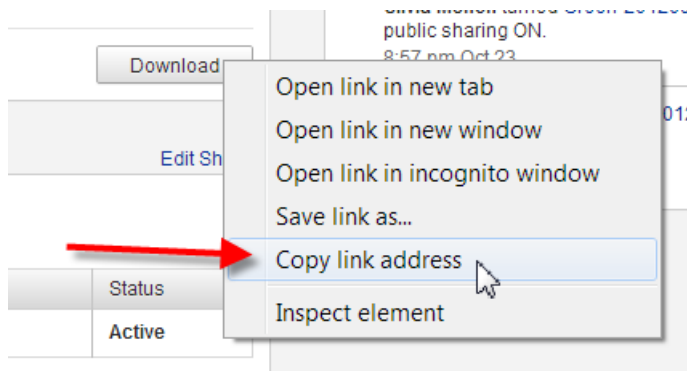 public sharing ON.
8:57 pm Oct 23
Download
Open link in new tab
Open link in new window
Edit Sh
Open link in incognito window
Save link as...
Copy link address
Status
Inspect element
Active